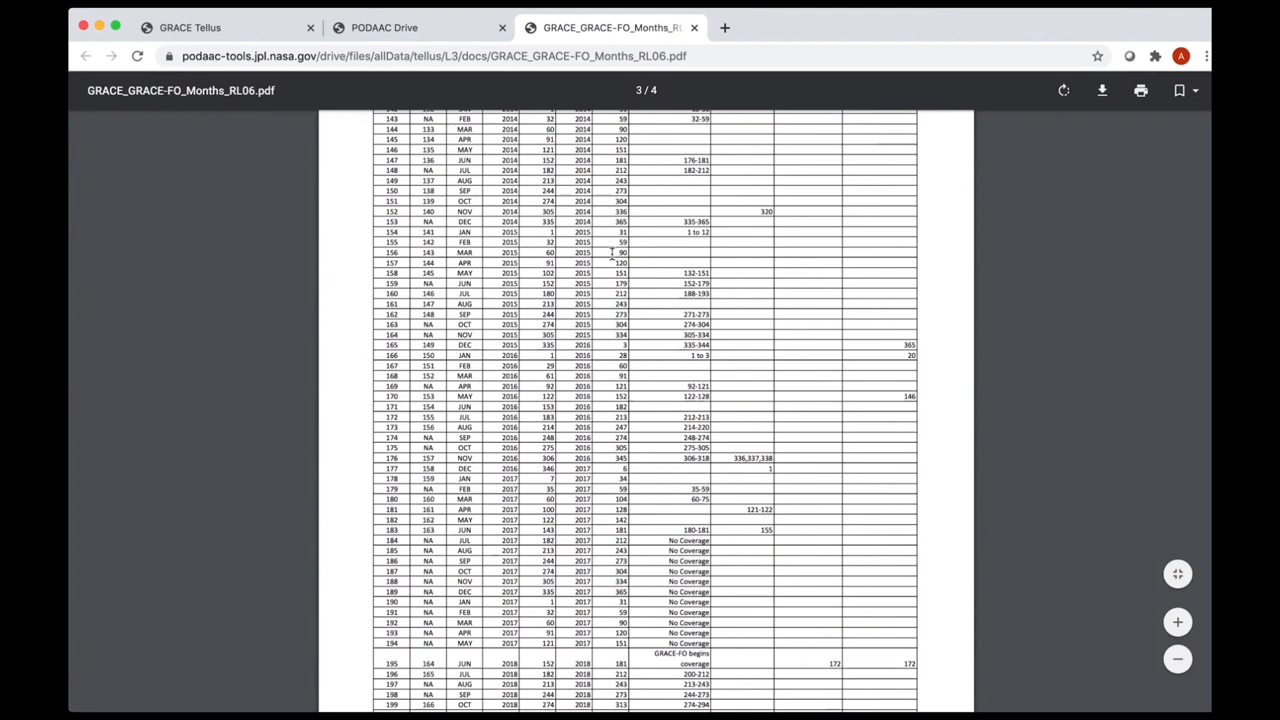 GRACE Tellus
PODAAC Drive
GRACE_GRACE-FO_Months_RL
podaac-tools.jpl.nasa.gov/drive/files/allData/tellus/L3/docs/GRACE_GRACE-FO_Months_RL06.pdf
A
GRACE_GRACE-FO_Months_RL06.pdf
3 / 4
143 NA FEB 2014 32 2014 59 32-59
144 133 MAR 2014 60 2014 90
145 134 APR 2014 91 2014 120
146 135 MAY 2014 121 2014 151
147 136 JUN 2014 152 2014 181 176-181
148 NA JUL 2014 182 2014 212 182-212
149 137 AUG 2014 213 2014 243
150 138 SEP 2014 244 2014 273
151 139 OCT 2014 274 2014 304
152 140 NOV 2014 305 2014 336 320
153 NA DEC 2014 335 2014 365 335-365
154 141 JAN 2015 1 2015 31 1 to 12
155 142 FEB 2015 32 2015 59
156 143 MAR 2015 60 2015 90
157 144 APR 2015 91 2015 120
158 145 MAY 2015 102 2015 151 132-151
159 NA JUN 2015 152 2015 179 152-179
160 146 JUL 2015 180 2015 212 188-193
161 147 AUG 2015 213 2015 243
162 148 SEP 2015 244 2015 273 271-273
163 NA OCT 2015 274 2015 304 274-304
164 NA NOV 2015 305 2015 334 305-334
165 149 DEC 2015 335 2016 3 335-344 365
166 150 JAN 2016 1 2016 28 1 to 3 20
167 151 FEB 2016 29 2016 60
168 152 MAR 2016 61 2016 91
169 NA APR 2016 92 2016 121 92-121
170 153 MAY 2016 122 2016 152 122-128 146
171 154 JUN 2016 153 2016 182
172 155 JUL 2016 183 2016 213 212-213
173 156 AUG 2016 214 2016 247 214-220
174 NA SEP 2016 248 2016 274 248-274
175 NA OCT 2016 275 2016 305 275-305
176 157 NOV 2016 306 2016 345 306-318 336,337,338
177 158 DEC 2016 346 2017 6 1
178 159 JAN 2017 7 2017 34
179 NA FEB 2017 35 2017 59 35-59
180 160 MAR 2017 60 2017 104 60-75
181 161 APR 2017 100 2017 128 121-122
182 162 MAY 2017 122 2017 142
183 163 JUN 2017 143 2017 181 180-181 155
184 NA JUL 2017 182 2017 212 No Coverage
185 NA AUG 2017 213 2017 243 No Coverage
186 NA SEP 2017 244 2017 273 No Coverage
187 NA OCT 2017 274 2017 304 No Coverage
188 NA NOV 2017 305 2017 334 No Coverage
189 NA DEC 2017 335 2017 365 No Coverage
190 NA JAN 2017 1 2017 31 No Coverage
191 NA FEB 2017 32 2017 59 No Coverage
192 NA MAR 2017 60 2017 90 No Coverage
193 NA APR 2017 91 2017 120 No Coverage
194 NA MAY 2017 121 2017 151 No Coverage
GRACE-FO begins
195 164 JUN 2018 152 2018 181 coverage 172 172
196 165 JUL 2018 182 2018 212 200-212
197 NA AUG 2018 213 2018 243 213-243
198 NA SEP 2018 244 2018 273 244-273
199 166 OCT 2018 274 2018 313 274-294